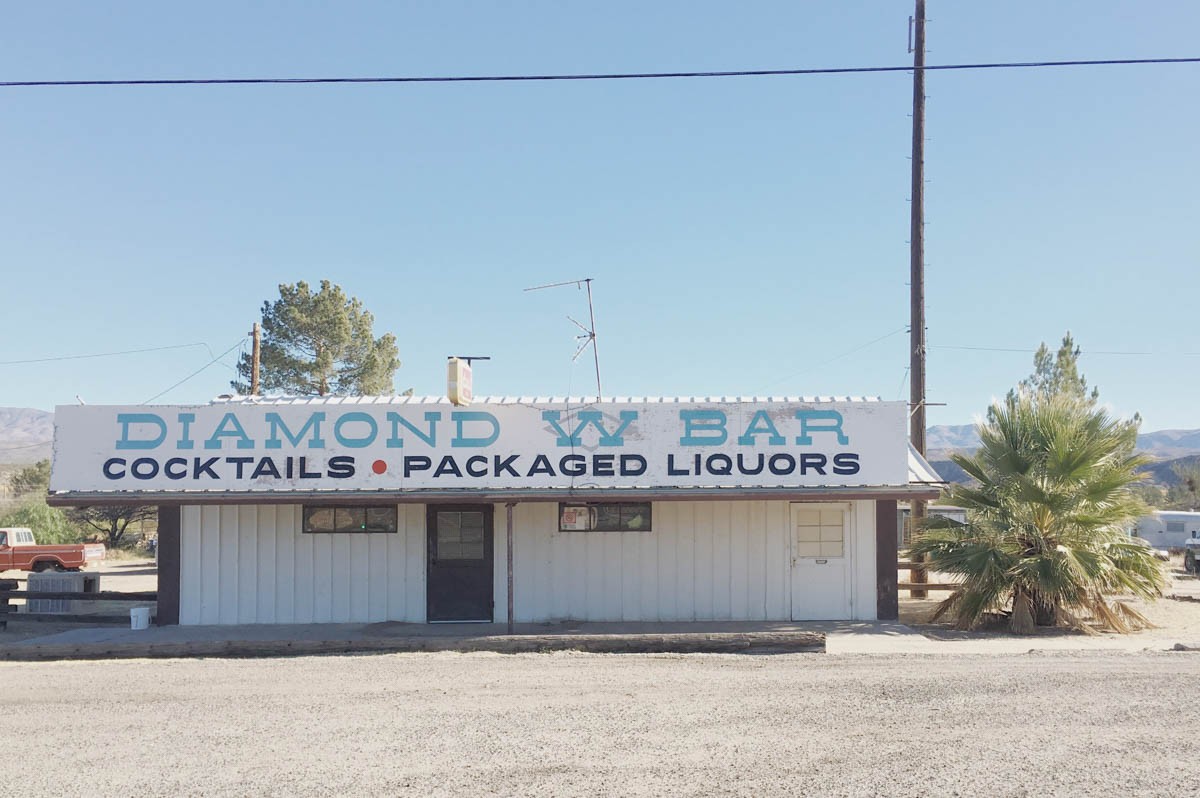 DIAMOND W BAR
COCKTAILS • PACKAGED LIQUORS